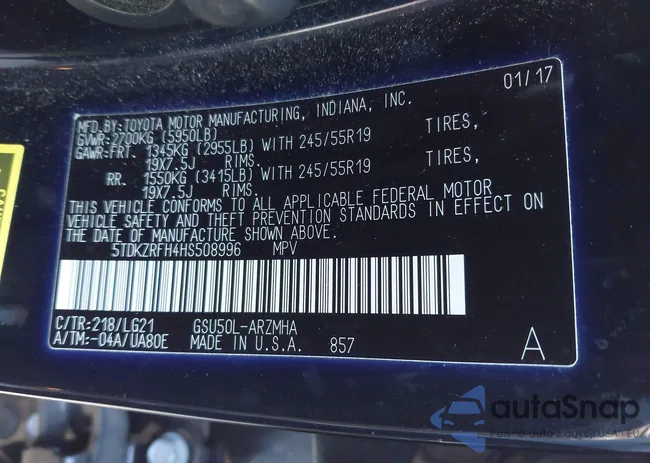 01/17
MFD.BY:TOYOTA MOTOR MANUFACTURING, INDIANA, INC.
GVWR:2700KG (5950LB)
GAWR:FRT. 1345KG (2955LB) WITH 245/55R19 TIRES,
19X7.5J RIMS.
RR. 1550KG (3415LB) WITH 245/55R19 TIRES,
19X7.5J RIMS.
THIS VEHICLE CONFORMS TO ALL APPLICABLE FEDERAL MOTOR
VEHICLE SAFETY AND THEFT PREVENTION STANDARDS IN EFFECT ON
THE DATE OF MANUFACTURE SHOWN ABOVE.
5TDKZRFH4HS508996 MPV
C/TR:218/LG21 GSU50L-ARZMHA
A/TM:-04A/UA80E MADE IN U.S.A. 857 A
autaSnap